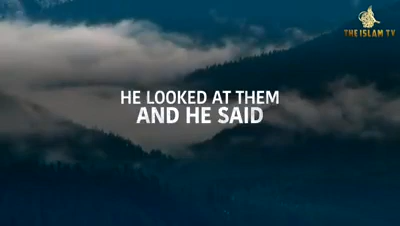 THE ISLAM TV
HE LOOKED AT THEM
AND HE SAID